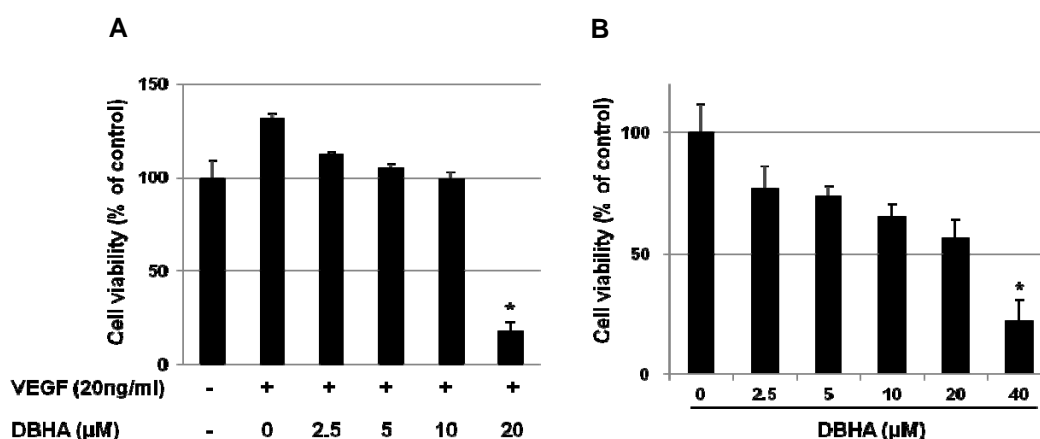 A
Cell viability (% of control)
150
100
50
0
*
VEGF (20ng/ml) - + + + + +
DBHA (µM) - 0 2.5 5 10 20
B
Cell viability (% of control)
100
50
0
*
0 2.5 5 10 20 40
DBHA (µM)